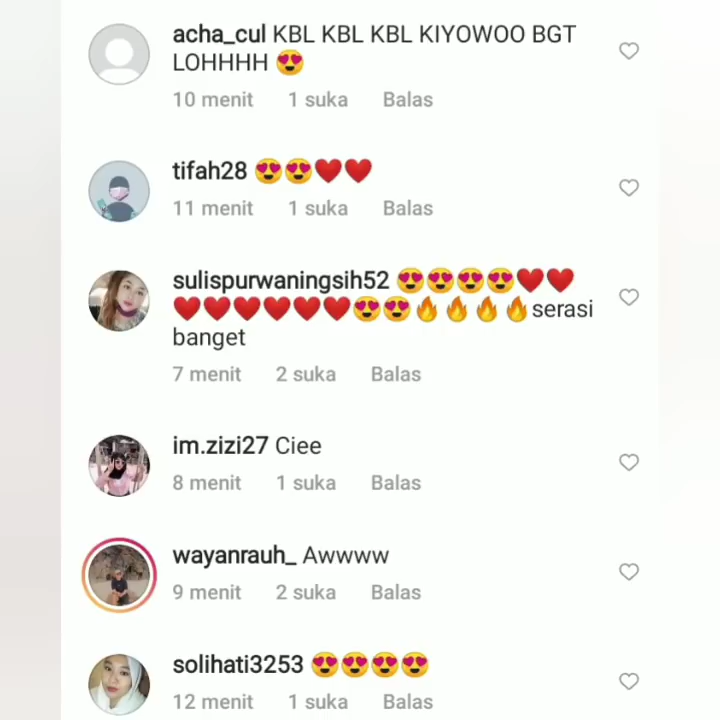 acha_cul KBL KBL KBL KIYOWOO BGT
LOHHHH 😍
10 menit 1 suka Balas
tifah28 😍😍❤️❤️
11 menit 1 suka Balas
sulispurwaningsih52 😍😍😍😍❤️❤️
❤️❤️❤️❤️❤️❤️😍😍🔥🔥🔥🔥serasi
banget
7 menit 2 suka Balas
im.zizi27 Ciee
8 menit 1 suka Balas
wayanrauh_ Awwww
9 menit 2 suka Balas
solihati3253 😍😍😍😍
12 menit 1 suka Balas